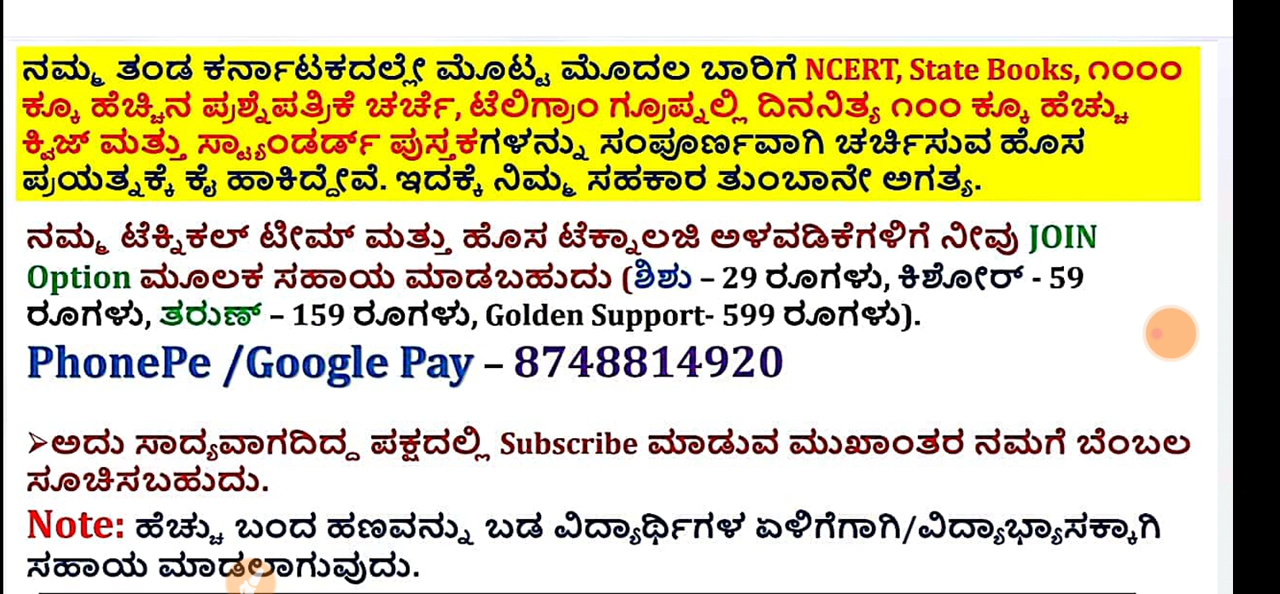 ನಮ್ಮ ತಂಡ ಕರ್ನಾಟಕದಲ್ಲೇ ಮೊಟ್ಟ ಮೊದಲ ಬಾರಿಗೆ NCERT, State Books, ೧೦೦೦
ಕ್ಕೂ ಹೆಚ್ಚಿನ ಪ್ರಶ್ನೆಪತ್ರಿಕೆ ಚರ್ಚೆ, ಟೆಲಿಗ್ರಾಂ ಗ್ರೂಪ್ನಲ್ಲಿ ದಿನನಿತ್ಯ ೧೦೦ ಕ್ಕೂ ಹೆಚ್ಚು
ಕ್ವಿಜ್ ಮತ್ತು ಸ್ಟ್ಯಾಂಡರ್ಡ್ ಪುಸ್ತಕಗಳನ್ನು ಸಂಪೂರ್ಣವಾಗಿ ಚರ್ಚಿಸುವ ಹೊಸ
ಪ್ರಯತ್ನಕ್ಕೆ ಕೈ ಹಾಕಿದ್ದೇವೆ. ಇದಕ್ಕೆ ನಿಮ್ಮ ಸಹಕಾರ ತುಂಬಾನೇ ಅಗತ್ಯ.
ನಮ್ಮ ಟೆಕ್ನಿಕಲ್ ಟೀಮ್ ಮತ್ತು ಹೊಸ ಟೆಕ್ನಾಲಜಿ ಅಳವಡಿಕೆಗಳಿಗೆ ನೀವು JOIN
Option ಮೂಲಕ ಸಹಾಯ ಮಾಡಬಹುದು (ಶಿಶು – 29 ರೂಗಳು, ಕಿಶೋರ್ - 59
ರೂಗಳು, ತರುಣ್ – 159 ರೂಗಳು, Golden Support- 599 ರೂಗಳು).
PhonePe /Google Pay – 8748814920
➢ಅದು ಸಾದ್ಯವಾಗದಿದ್ದ ಪಕ್ಷದಲ್ಲಿ Subscribe ಮಾಡುವ ಮುಖಾಂತರ ನಮಗೆ ಬೆಂಬಲ
ಸೂಚಿಸಬಹುದು.
Note: ಹೆಚ್ಚು ಬಂದ ಹಣವನ್ನು ಬಡ ವಿದ್ಯಾರ್ಥಿಗಳ ಏಳಿಗೆಗಾಗಿ/ವಿದ್ಯಾಭ್ಯಾಸಕ್ಕಾಗಿ
ಸಹಾಯ ಮಾಡಲಾಗುವುದು.